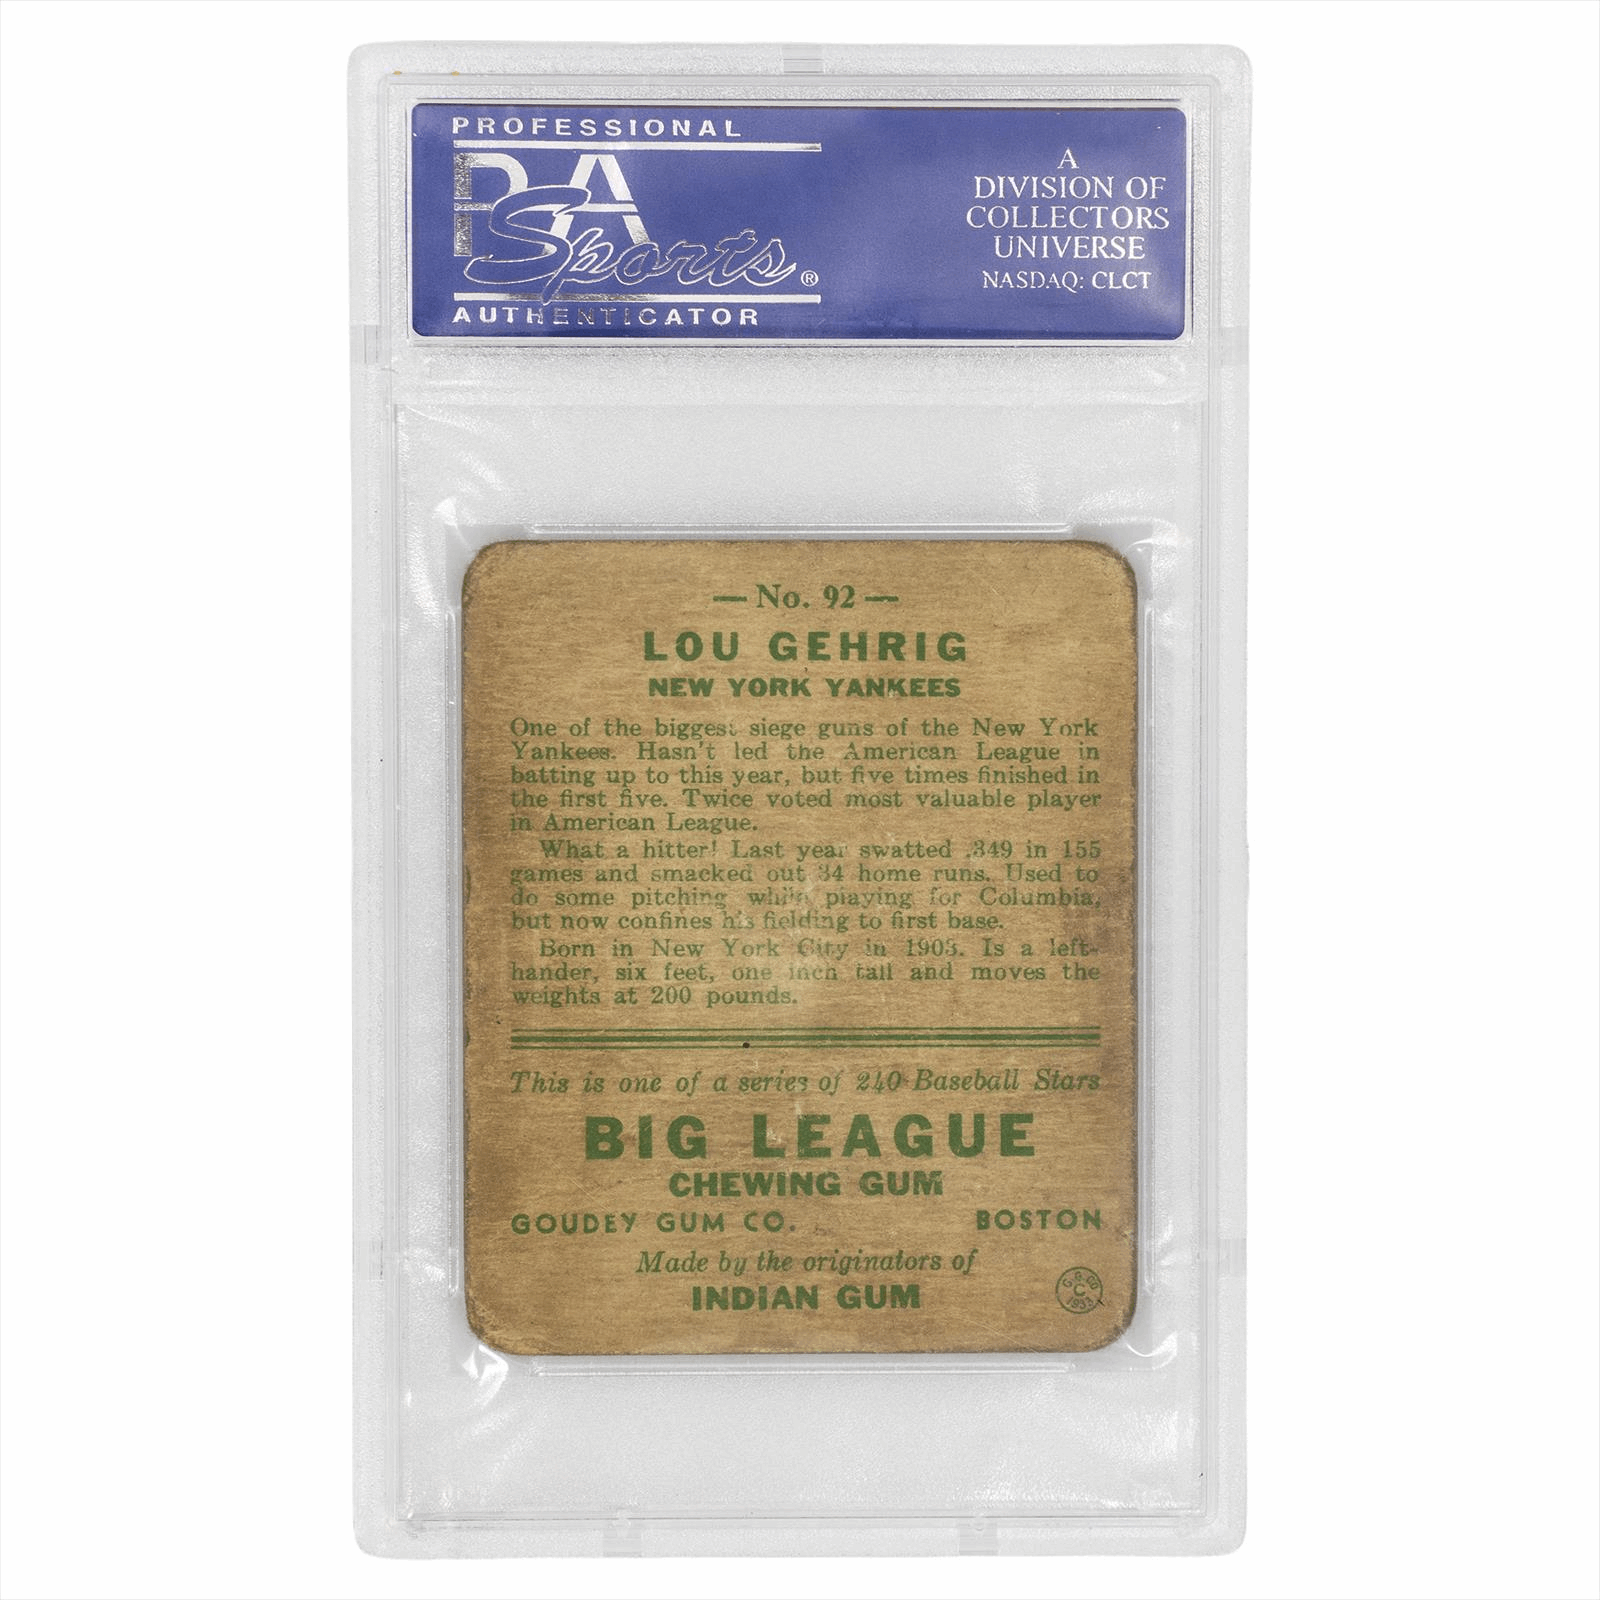 PROFESSIONAL
PSA
Sports®
AUTHENTICATOR
A
DIVISION OF
COLLECTORS
UNIVERSE
NASDAQ: CLCT
— No. 92 —
LOU GEHRIG
NEW YORK YANKEES
One of the biggest siege guns of the New York
Yankees. Hasn't led the American League in
batting up to this year, but five times finished in
the first five. Twice voted most valuable player
in American League.
What a hitter! Last year swatted .349 in 155
games and smacked out 34 home runs. Used to
do some pitching while playing for Columbia,
but now confines his fielding to first base.
Born in New York City in 1903. Is a left-
hander, six feet, one inch tall and moves the
weights at 200 pounds.
This is one of a series of 240 Baseball Stars
BIG LEAGUE
CHEWING GUM
GOUDEY GUM CO. BOSTON
Made by the originators of
INDIAN GUM
G.G.CO
C
1933